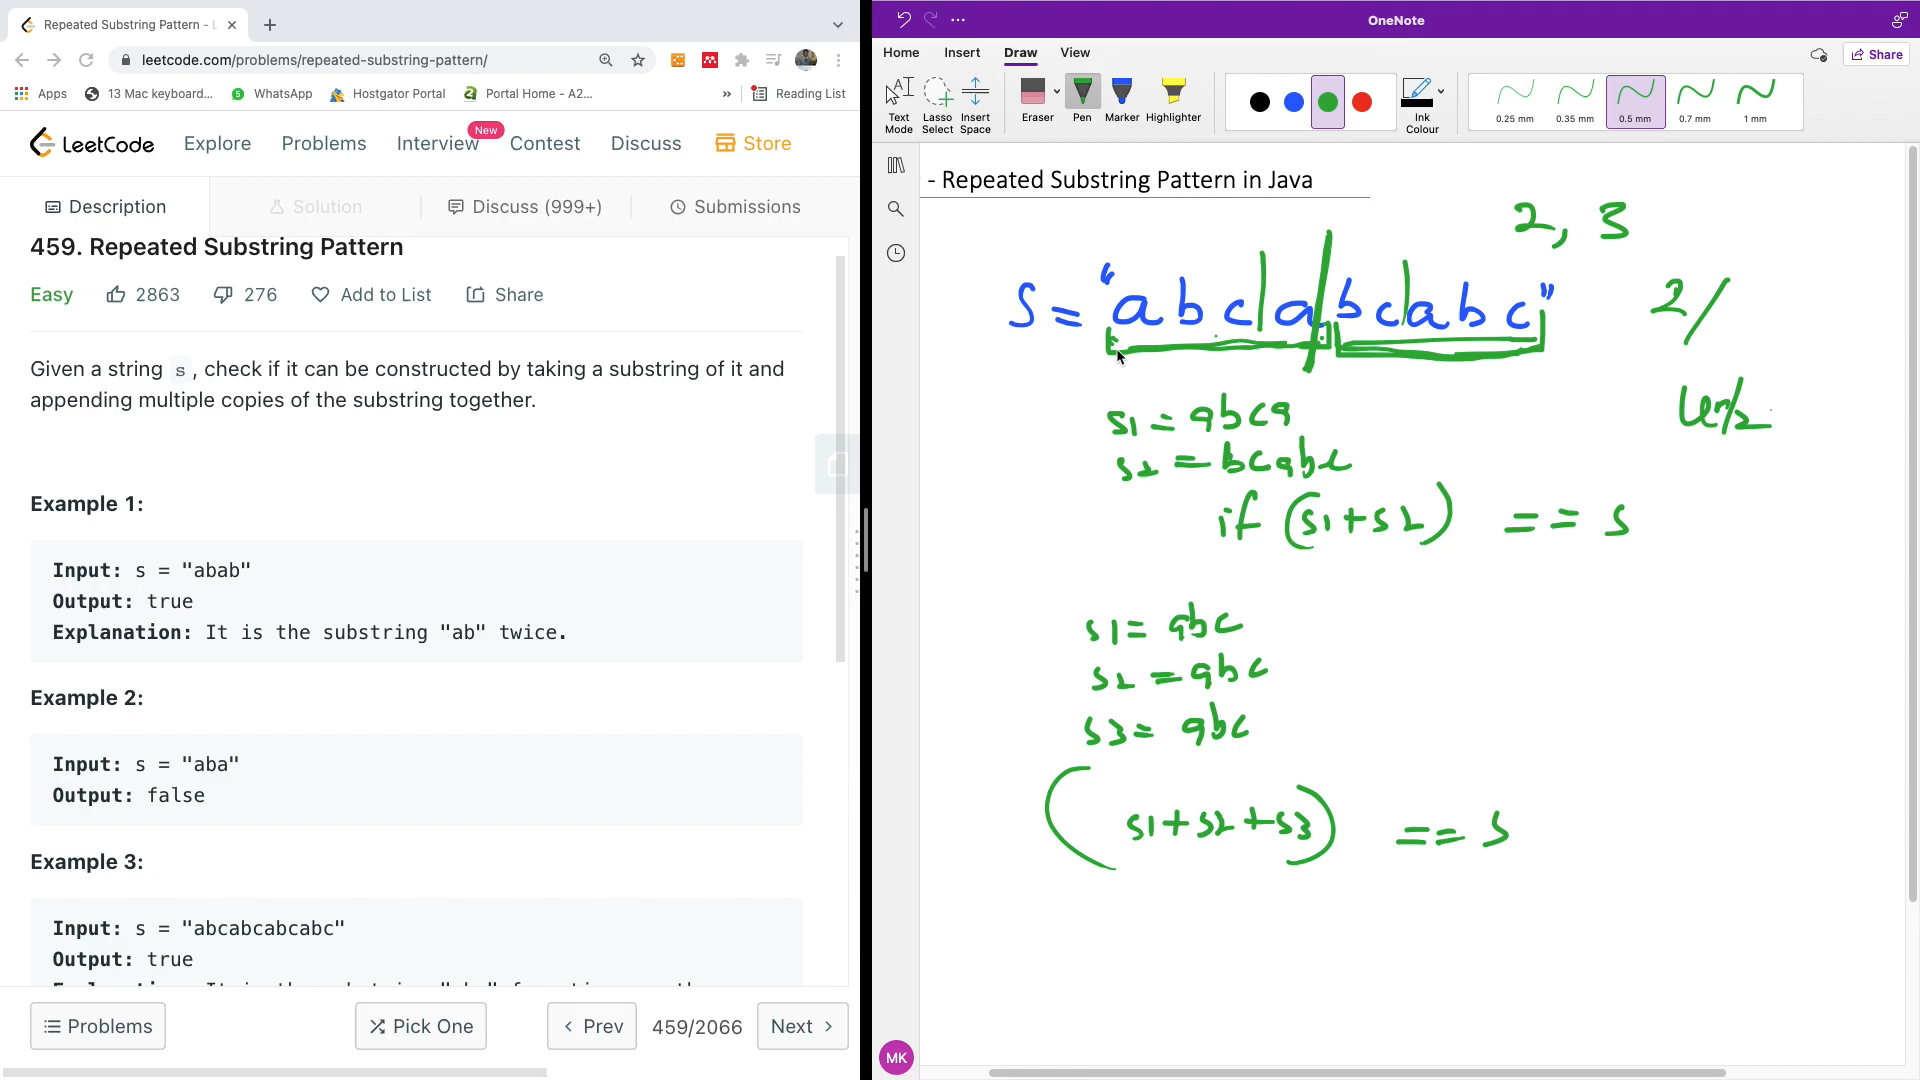 Repeated Substring Pattern - L
leetcode.com/problems/repeated-substring-pattern/
Apps
13 Mac keyboard...
WhatsApp
Hostgator Portal
Portal Home - A2...
»
Reading List
LeetCode
Explore
Problems
Interview
New
Contest
Discuss
Store
Description
Solution
Discuss (999+)
Submissions
459. Repeated Substring Pattern
Easy
2863
276
Add to List
Share
Given a string s, check if it can be constructed by taking a substring of it and
appending multiple copies of the substring together.
Example 1:
Input: s = "abab"
Output: true
Explanation: It is the substring "ab" twice.
Example 2:
Input: s = "aba"
Output: false
Example 3:
Input: s = "abcabcabcabc"
Output: true
Problems
Pick One
Prev
459/2066
Next
OneNote
Home
Insert
Draw
View
Share
Text Mode
Lasso Select
Insert Space
Eraser
Pen
Marker
Highlighter
Ink Colour
0.25 mm
0.35 mm
0.5 mm
0.7 mm
1 mm
- Repeated Substring Pattern in Java
2, 3
S = "abc|a/bc|abc"
2/
len/2
s1 = abca
s2 = bcabc
if (s1+s2) == s
s1 = abc
s2 = abc
s3 = abc
(s1+s2+s3) == s
MK